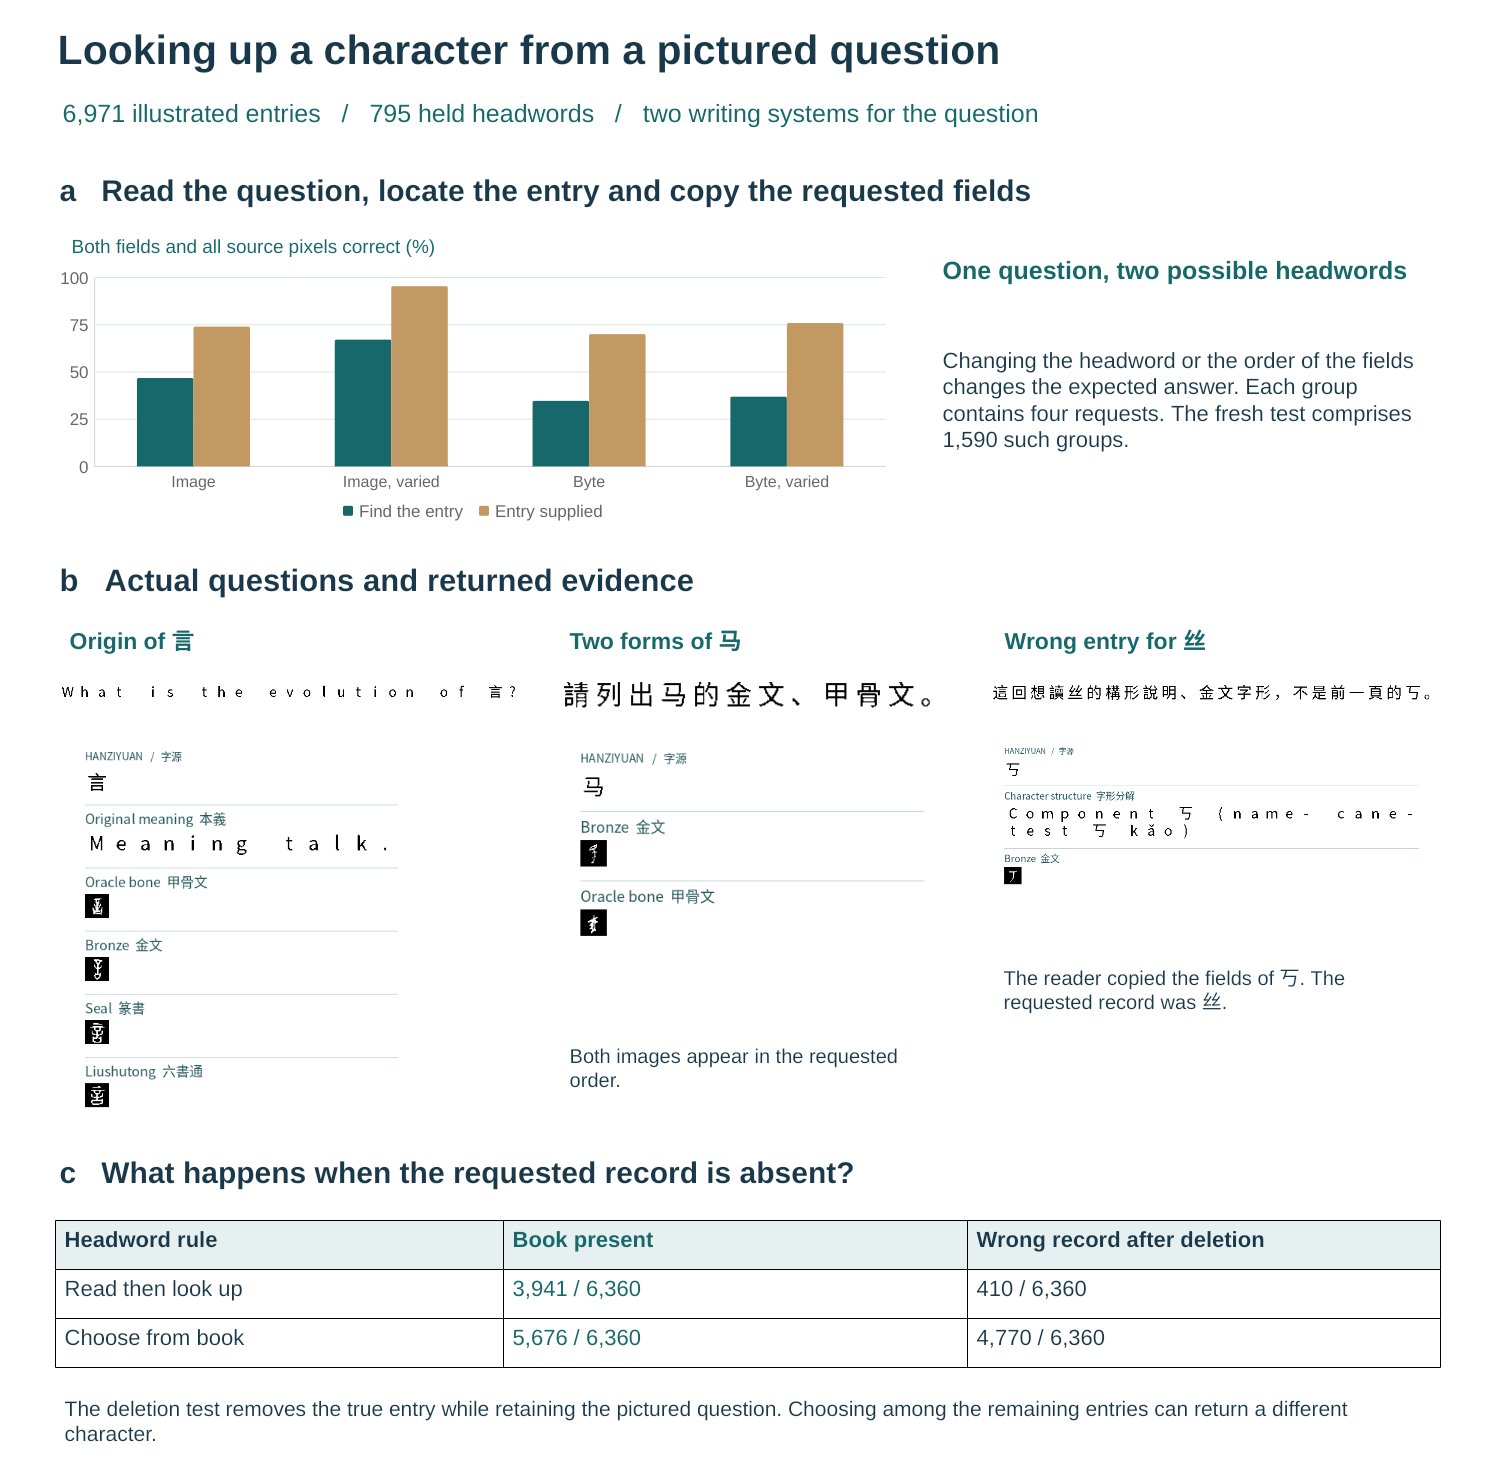 Looking up a character from a pictured question
6,971 illustrated entries / 795 held headwords / two writing systems for the question
a Read the question, locate the entry and copy the requested fields
Both fields and all source pixels correct (%)
100
75
50
25
0
Image
Image, varied
Byte
Byte, varied
Find the entry
Entry supplied
One question, two possible headwords
Changing the headword or the order of the fields
changes the expected answer. Each group
contains four requests. The fresh test comprises
1,590 such groups.
b Actual questions and returned evidence
Origin of 言
What is the evolution of 言?
HANZIYUAN / 字源
言
Original meaning 本義
Meaning talk.
Oracle bone 甲骨文
Bronze 金文
Seal 篆書
Liushutong 六書通
Two forms of 马
請列出马的金文、甲骨文。
HANZIYUAN / 字源
马
Bronze 金文
Oracle bone 甲骨文
Both images appear in the requested
order.
Wrong entry for 丝
這回想讀丝的構形說明、金文字形，不是前一頁的丂。
HANZIYUAN / 字源
丂
Character structure 字形分解
Component 丂 (name- cane-
test 丂 kǎo)
Bronze 金文
The reader copied the fields of 丂. The
requested record was 丝.
c What happens when the requested record is absent?
Headword rule
Book present
Wrong record after deletion
Read then look up
3,941 / 6,360
410 / 6,360
Choose from book
5,676 / 6,360
4,770 / 6,360
The deletion test removes the true entry while retaining the pictured question. Choosing among the remaining entries can return a different
character.